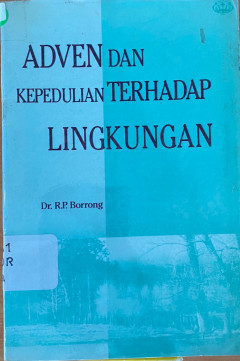 ADVEN DAN
KEPEDULIAN TERHADAP
LINGKUNGAN
Dr. R.P. Borrong